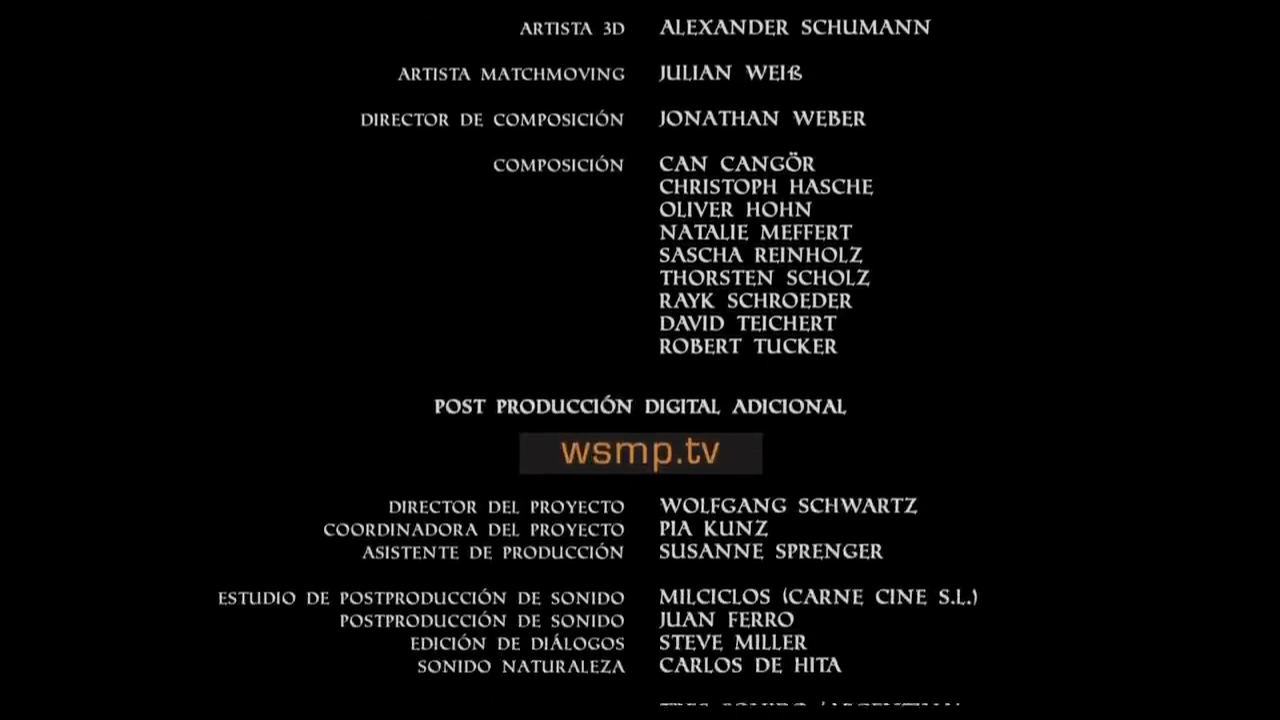 ARTISTA 3D ALEXANDER SCHUMANN
ARTISTA MATCHMOVING JULIAN WEIß
DIRECTOR DE COMPOSICIÓN JONATHAN WEBER
COMPOSICIÓN CAN CANGÖR
CHRISTOPH HASCHE
OLIVER HOHN
NATALIE MEFFERT
SASCHA REINHOLZ
THORSTEN SCHOLZ
RAYK SCHROEDER
DAVID TEICHERT
ROBERT TUCKER
POST PRODUCCIÓN DIGITAL ADICIONAL
wsmp.tv
DIRECTOR DEL PROYECTO WOLFGANG SCHWARTZ
COORDINADORA DEL PROYECTO PIA KUNZ
ASISTENTE DE PRODUCCIÓN SUSANNE SPRENGER
ESTUDIO DE POSTPRODUCCIÓN DE SONIDO MILCICLOS (CARNE CINE S.L.)
POSTPRODUCCIÓN DE SONIDO JUAN FERRO
EDICIÓN DE DIÁLOGOS STEVE MILLER
SONIDO NATURALEZA CARLOS DE HITA